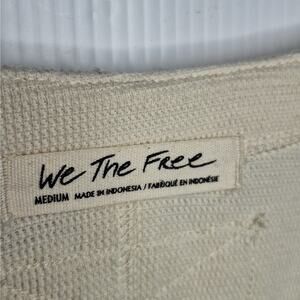 We The Free
MEDIUM MADE IN INDONESIA / FABRIQUÉ EN INDONÉSIE